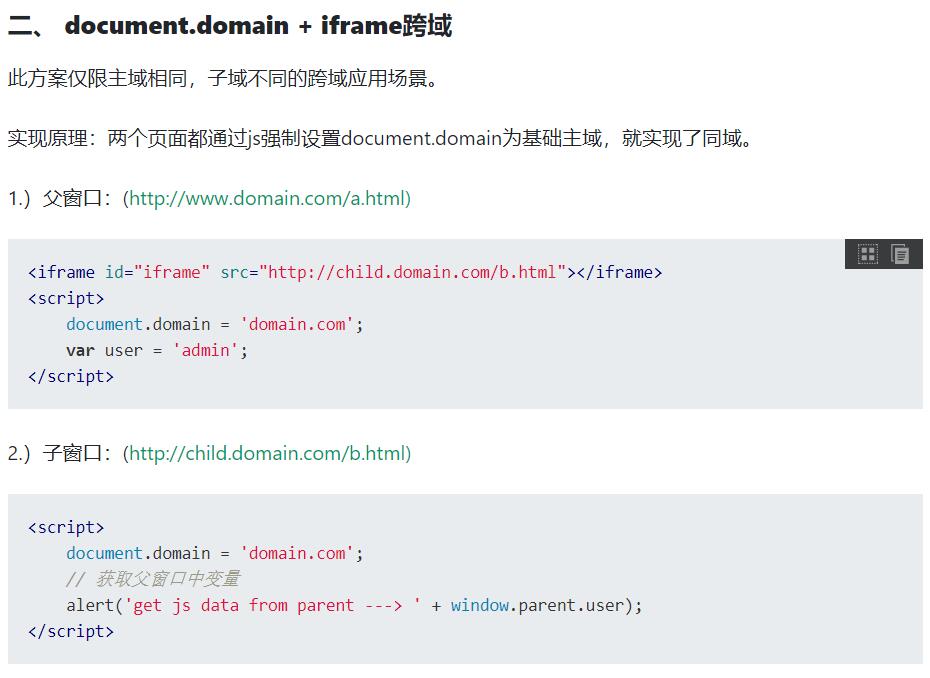 二、 document.domain + iframe跨域
此方案仅限主域相同，子域不同的跨域应用场景。
实现原理：两个页面都通过js强制设置document.domain为基础主域，就实现了同域。
1.）父窗口：(http://www.domain.com/a.html)
<iframe id="iframe" src="http://child.domain.com/b.html"></iframe>
<script>
    document.domain = 'domain.com';
    var user = 'admin';
</script>
2.）子窗口：(http://child.domain.com/b.html)
<script>
    document.domain = 'domain.com';
    // 获取父窗口中变量
    alert('get js data from parent ---> ' + window.parent.user);
</script>